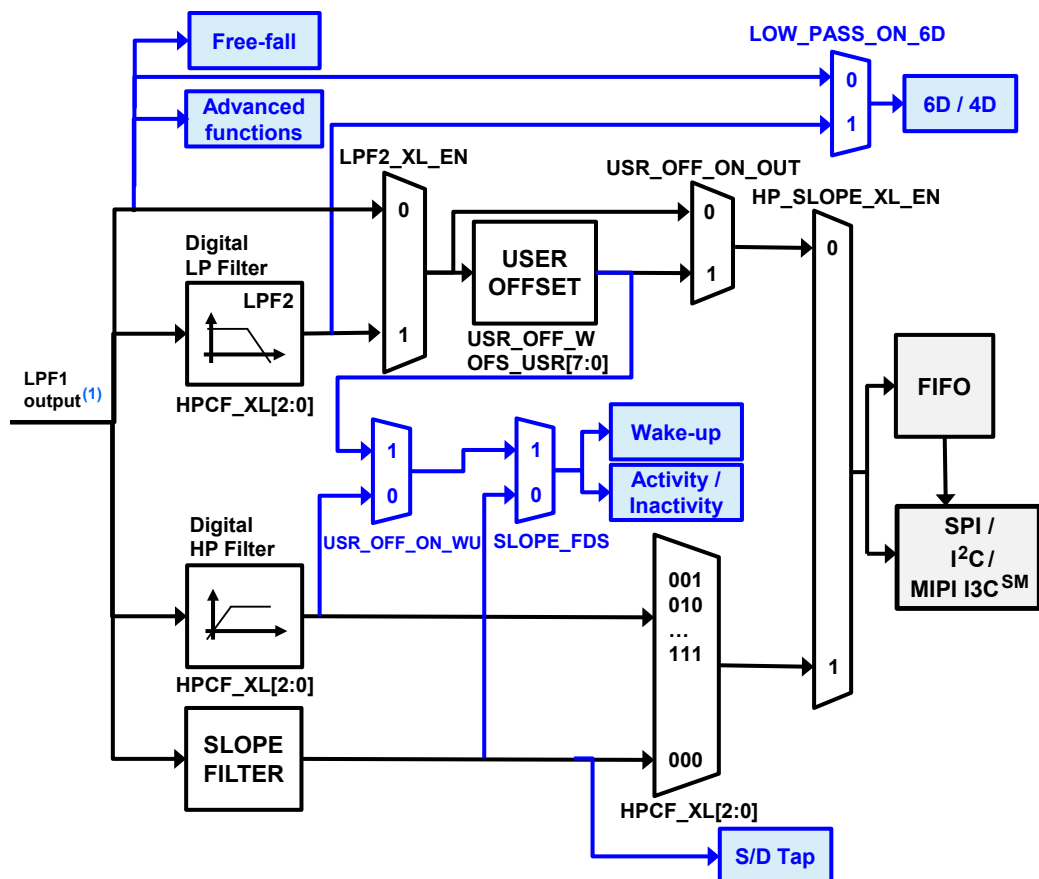 Free-fall
LOW_PASS_ON_6D
0
1
6D / 4D
Advanced
functions
LPF2_XL_EN
0
1
USR_OFF_ON_OUT
0
1
HP_SLOPE_XL_EN
0
1
Digital
LP Filter
LPF2
HPCF_XL[2:0]
USER
OFFSET
USR_OFF_W
OFS_USR[7:0]
LPF1
output(1)
FIFO
1
0
USR_OFF_ON_WU
1
0
SLOPE_FDS
Wake-up
Activity /
Inactivity
SPI /
I²C /
MIPI I3C℠
Digital
HP Filter
HPCF_XL[2:0]
001
010
...
111
000
HPCF_XL[2:0]
SLOPE
FILTER
S/D Tap